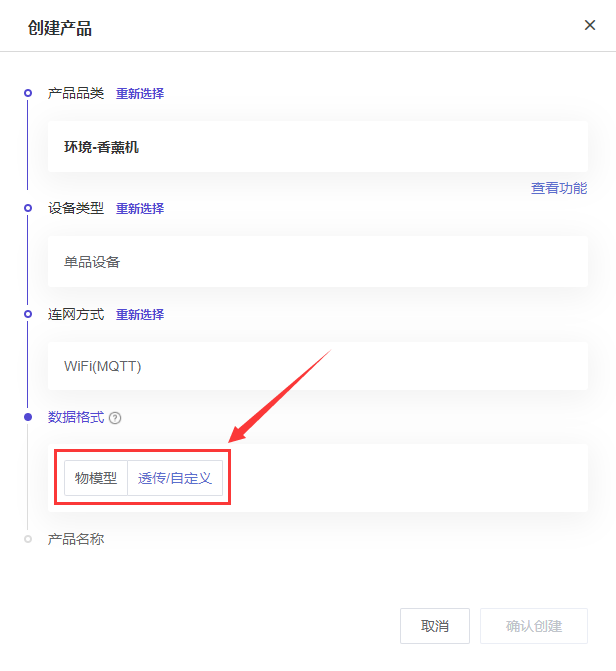 创建产品 ×
产品品类 重新选择
环境-香薰机
查看功能
设备类型 重新选择
单品设备
连网方式 重新选择
WiFi(MQTT)
数据格式 ?
物模型 透传/自定义
产品名称
取消 确认创建